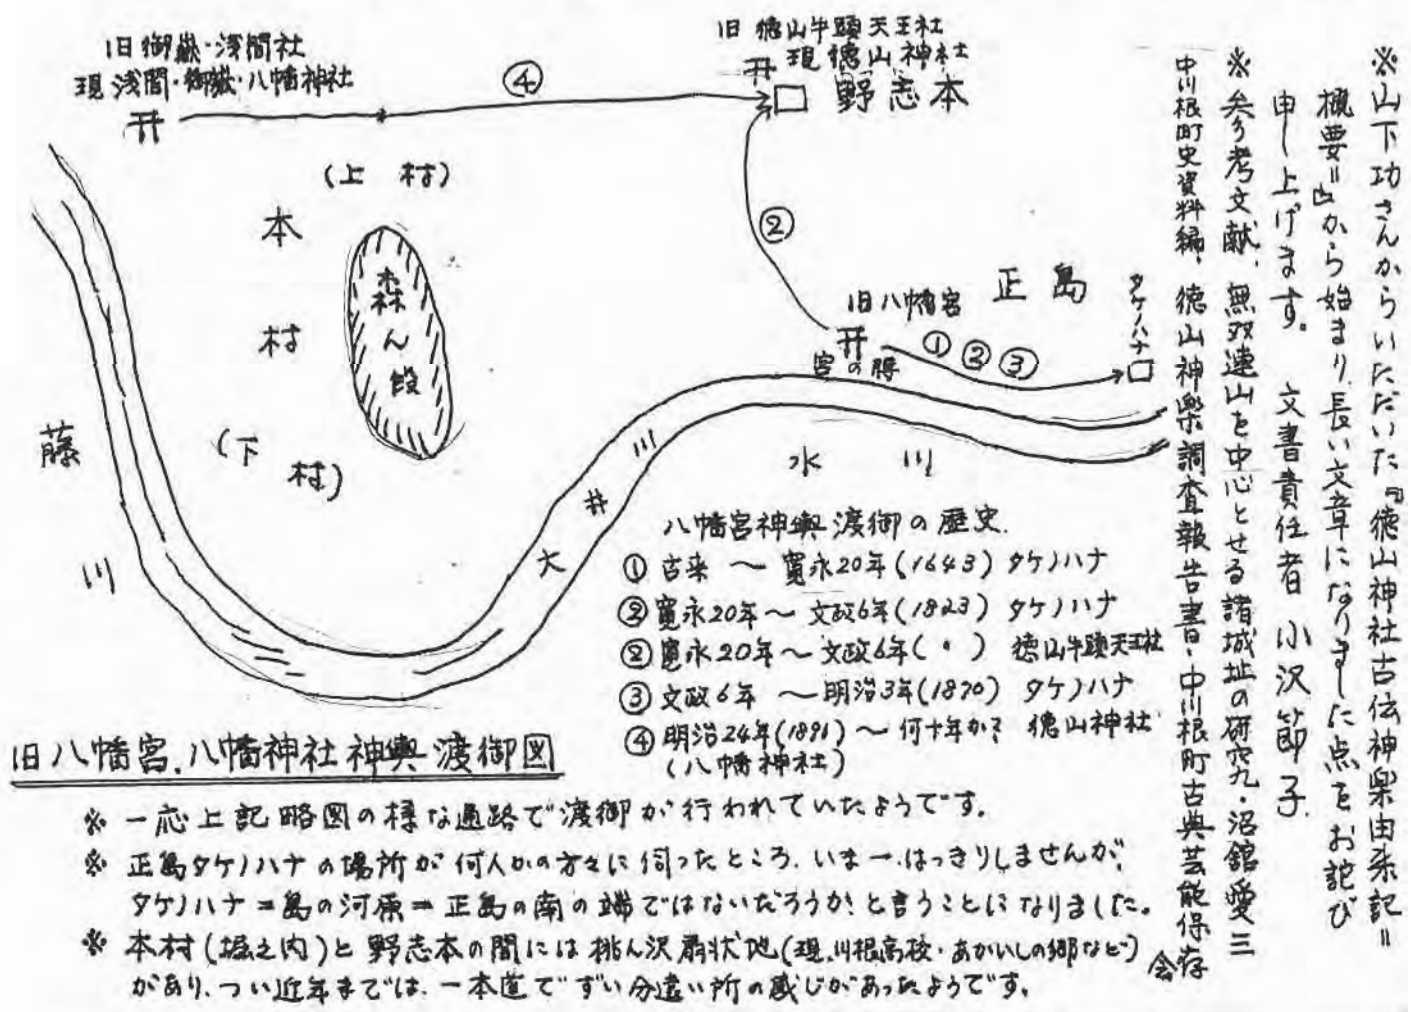 旧御嶽・浅間社
現浅間・御嶽・八幡神社
④
旧 徳山牛頭天王社
現 徳山神社
野志本
(上村)
本村
森ん段
(下村)
②
正島
旧八幡宮
宮の腰
①②③
タケノハナ
藤川
大井川
水川
八幡宮神輿渡御の歴史
① 古来 ～ 寛永20年(1643) タケノハナ
② 寛永20年～文政6年(1823) タケノハナ
② 寛永20年～文政6年( 〃 ) 徳山牛頭天王社
③ 文政6年 ～明治3年(1870) タケノハナ
④ 明治24年(1891)～何十年か? 徳山神社
(八幡神社)
旧八幡宮.八幡神社神輿渡御図
※ 一応上記略図の様な通路で渡御が行われていたようです。
※ 正島タケノハナの場所が何人かの方々に伺ったところ、いま一はっきりしませんが、
タケノハナ=島の河原=正島の南の端ではないだろうか?と言うことになりました。
※ 本村(堀之内)と野志本の間には桃ん沢扇状地(現.川根高校・あかいしの郷など)
があり、つい近年までは、一本道でずい分遠い所の感じがあったようです。
※山下功さんからいただいた『徳山神社古伝神楽由来記=
概要=』から始まり、長い文章になりました点をお詫び
申し上げます。 文書責任者 小沢節子
※参考文献、無双連山を中心とせる諸城址の研究・沼舘愛三
中川根町史資料編、徳山神楽調査報告書・中川根町古典芸能保存会